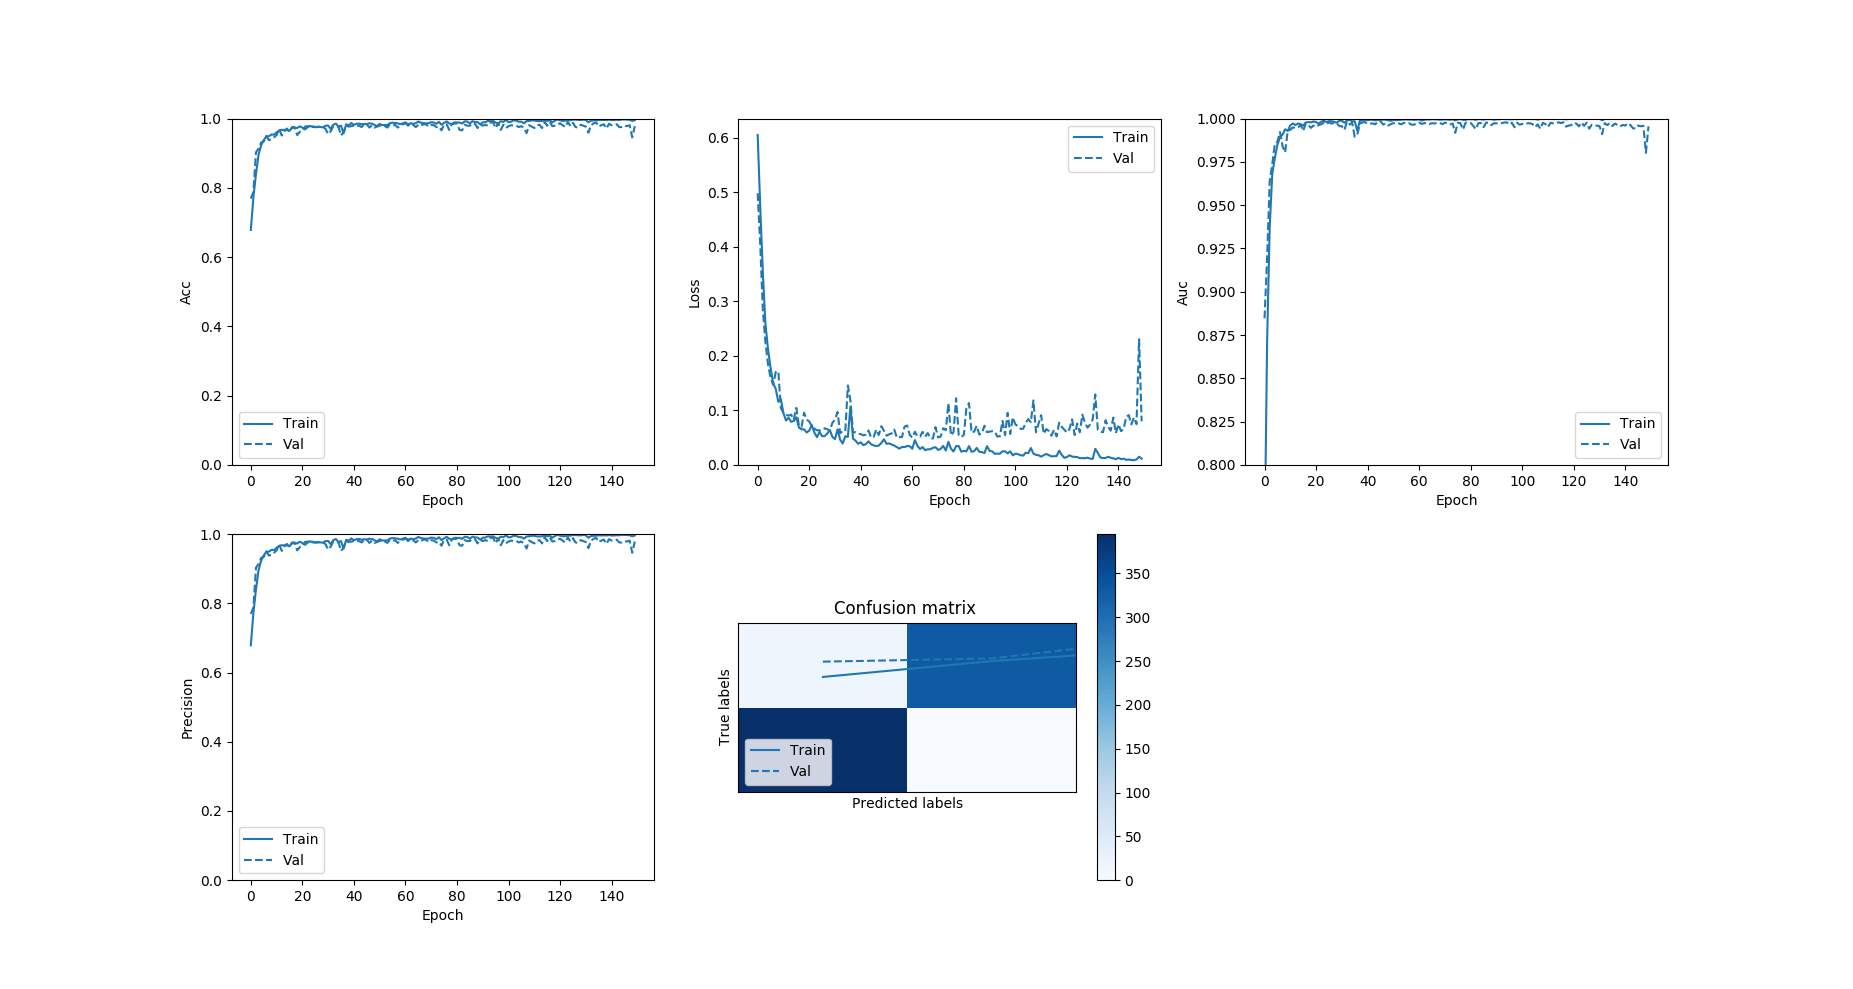 1.0
0.8
0.6
0.4
0.2
0.0
Acc
Train
Val
0 20 40 60 80 100 120 140
Epoch
0.6
0.5
0.4
0.3
0.2
0.1
0.0
Loss
Train
Val
0 20 40 60 80 100 120 140
Epoch
1.000
0.975
0.950
0.925
0.900
0.875
0.850
0.825
0.800
Auc
Train
Val
0 20 40 60 80 100 120 140
Epoch
1.0
0.8
0.6
0.4
0.2
0.0
Precision
Train
Val
0 20 40 60 80 100 120 140
Epoch
Confusion matrix
True labels
Train
Val
Predicted labels
350
300
250
200
150
100
50
0